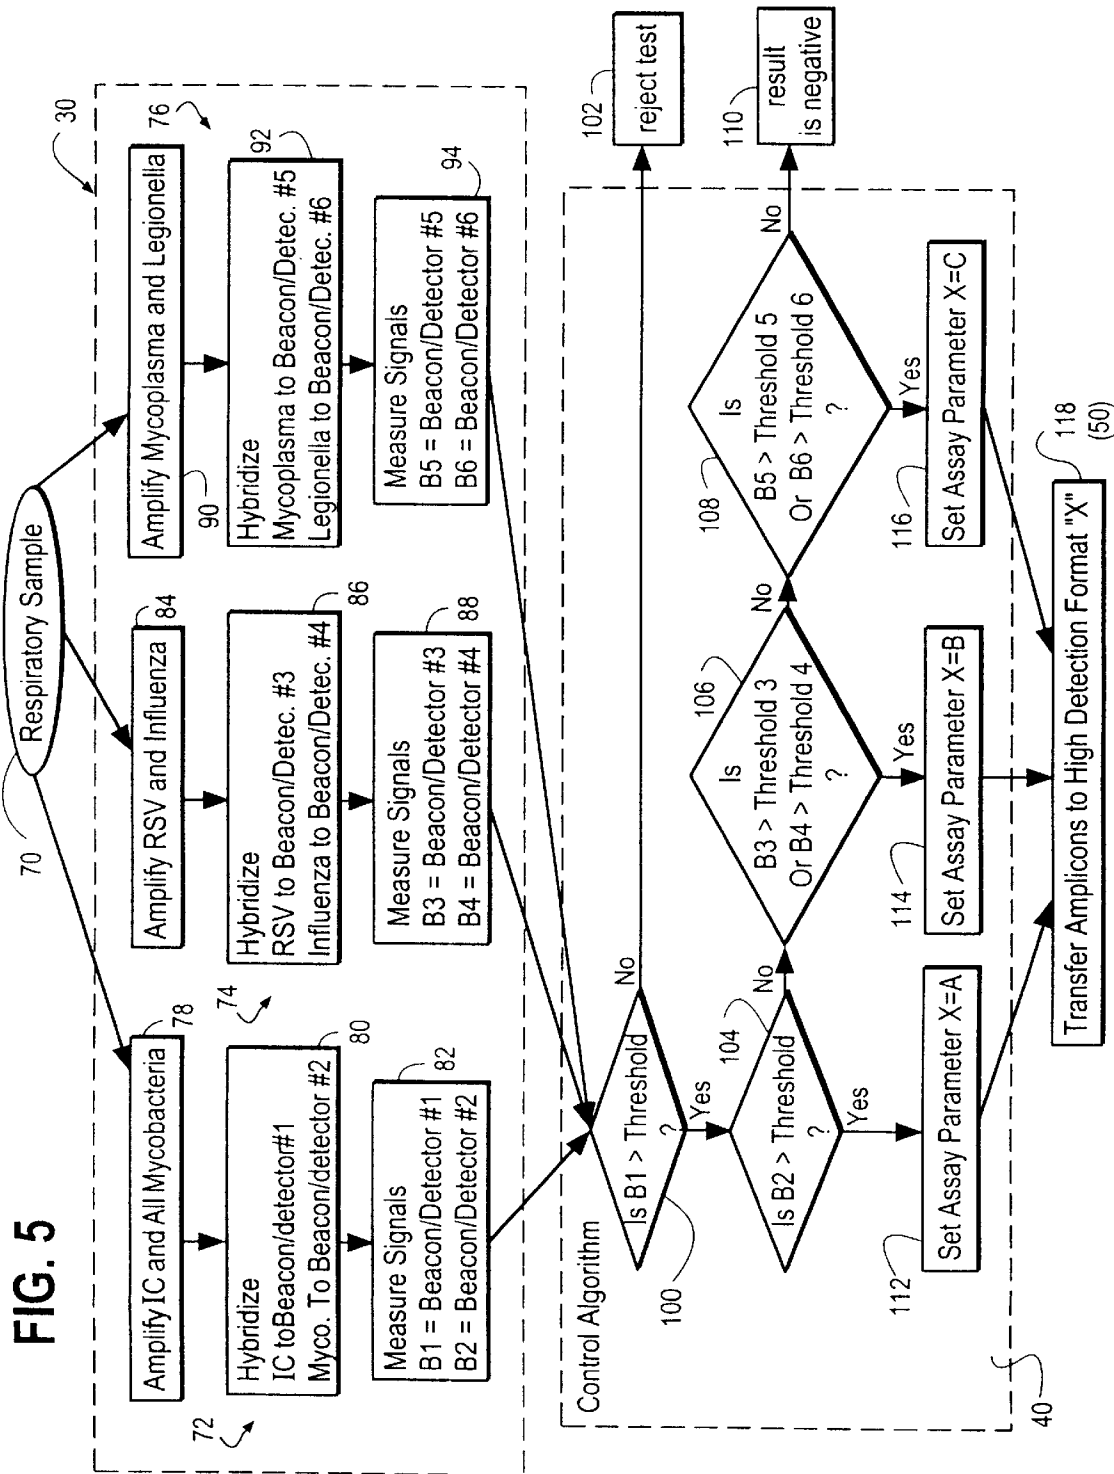 FIG. 5
70
Respiratory Sample
30
72
Amplify IC and All Mycobacteria
78
Hybridize
IC toBeacon/detector#1
Myco. To Beacon/detector #2
80
Measure Signals
B1 = Beacon/Detector #1
B2 = Beacon/Detector #2
82
74
Amplify RSV and Influenza
84
Hybridize
RSV to Beacon/Detec. #3
Influenza to Beacon/Detec. #4
86
Measure Signals
B3 = Beacon/Detector #3
B4 = Beacon/Detector #4
88
76
Amplify Mycoplasma and Legionella
90
Hybridize
Mycoplasma to Beacon/Detec. #5
Legionella to Beacon/Detec. #6
92
Measure Signals
B5 = Beacon/Detector #5
B6 = Beacon/Detector #6
94
Control Algorithm
40
Is B1 > Threshold
?
100
No
Yes
102
reject test
Is B2 > Threshold
?
104
No
Yes
Is
B3 > Threshold 3
Or B4 > Threshold 4
?
106
No
Yes
Is
B5 > Threshold 5
Or B6 > Threshold 6
?
108
No
Yes
110
result
is negative
112
Set Assay Parameter X=A
114
Set Assay Parameter X=B
116
Set Assay Parameter X=C
Transfer Amplicons to High Detection Format "X"
118
(50)